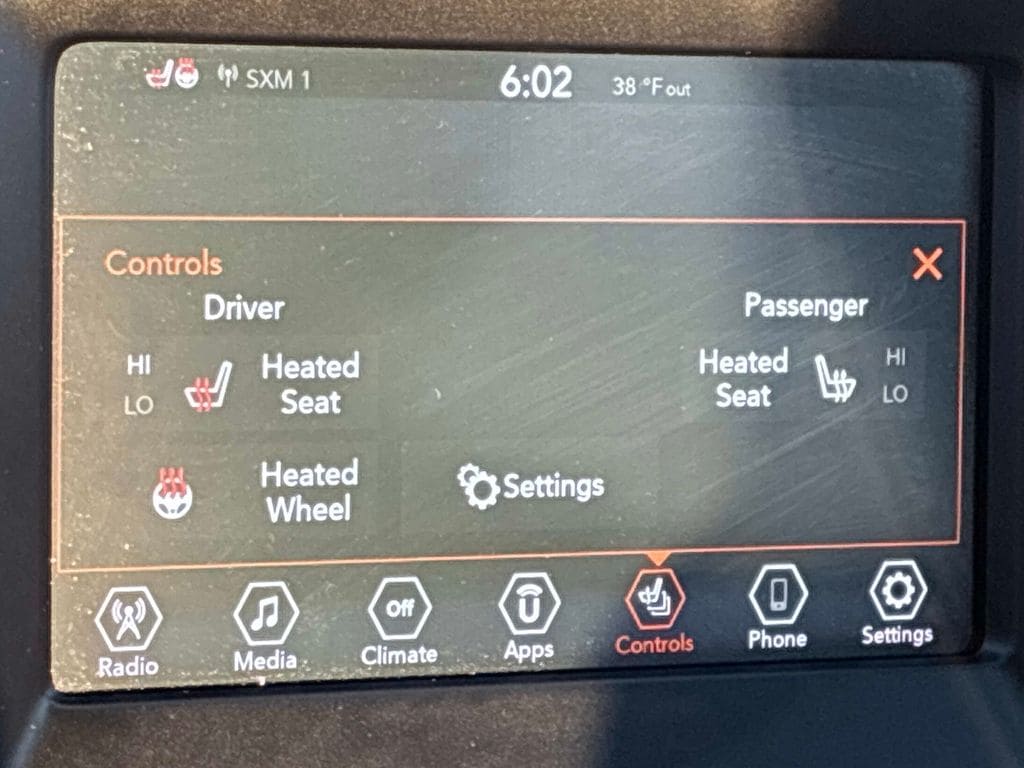 SXM 1 6:02 38 °F out
Controls
Driver Passenger
HI Heated Heated HI
LO Seat Seat LO
Heated
Wheel
Settings
Off U
Radio Media Climate Apps Controls Phone Settings